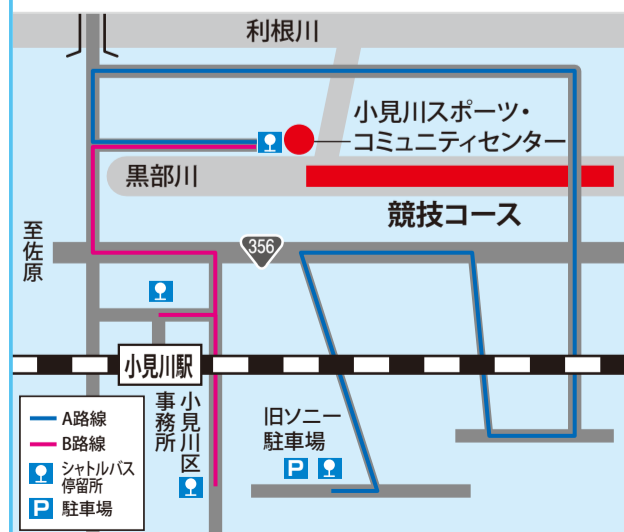 利根川
小見川スポーツ・
コミュニティセンター
黒部川
競技コース
至佐原
356
小見川駅
小見川区
事務所
旧ソニー
駐車場
P
A路線
B路線
シャトルバス
停留所
P
駐車場